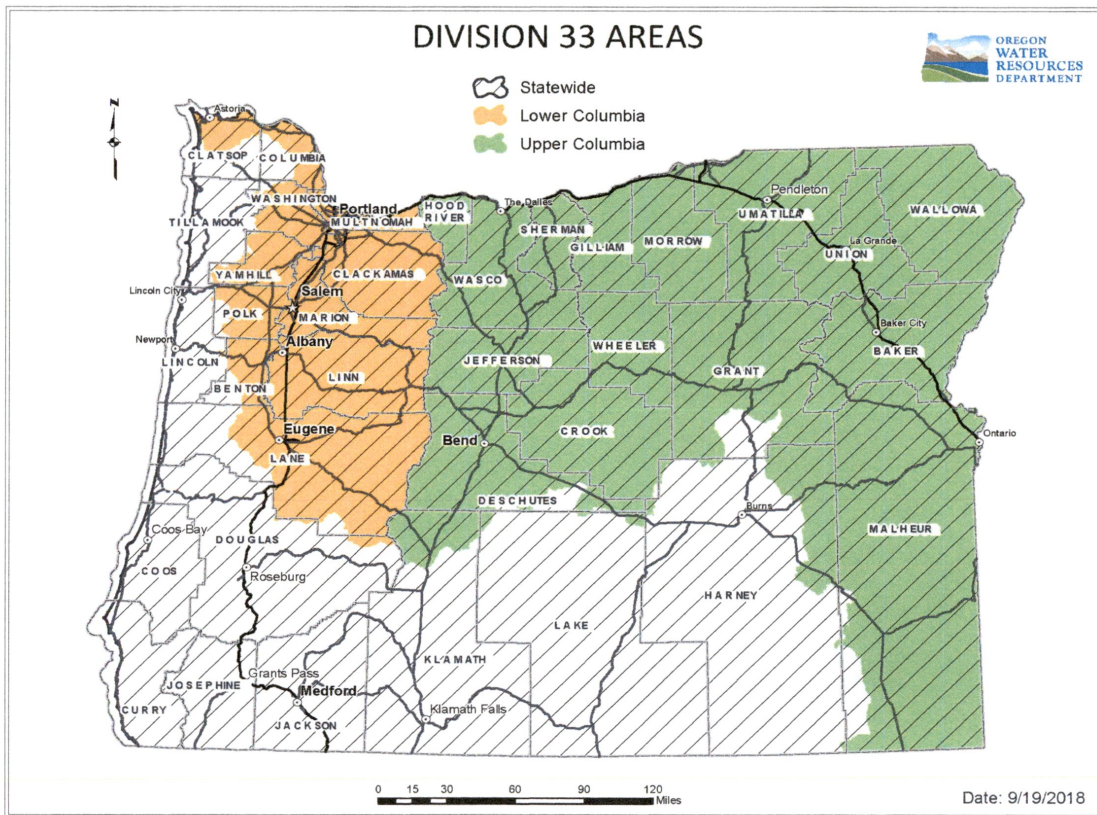 DIVISION 33 AREAS
OREGON
WATER
RESOURCES
DEPARTMENT
Statewide
Lower Columbia
Upper Columbia
N
Astoria
CLATSOP
COLUMBIA
WASHINGTON
Portland
MULTNOMAH
HOOD
RIVER
The Dalles
SHERMAN
GILLIAM
MORROW
Pendleton
UMATILLA
WALLOWA
TILLAMOOK
La Grande
UNION
YAMHILL
CLACKAMAS
WASCO
Lincoln City
Salem
POLK
MARION
Baker City
Newport
Albany
LINCOLN
JEFFERSON
WHEELER
BAKER
BENTON
LINN
GRANT
Eugene
LANE
Bend
CROOK
Ontario
DESCHUTES
Burns
Coos Bay
DOUGLAS
MALHEUR
COOS
Roseburg
HARNEY
LAKE
KLAMATH
Grants Pass
JOSEPHINE
Medford
CURRY
Klamath Falls
JACKSON
0 15 30 60 90 120
Miles
Date: 9/19/2018